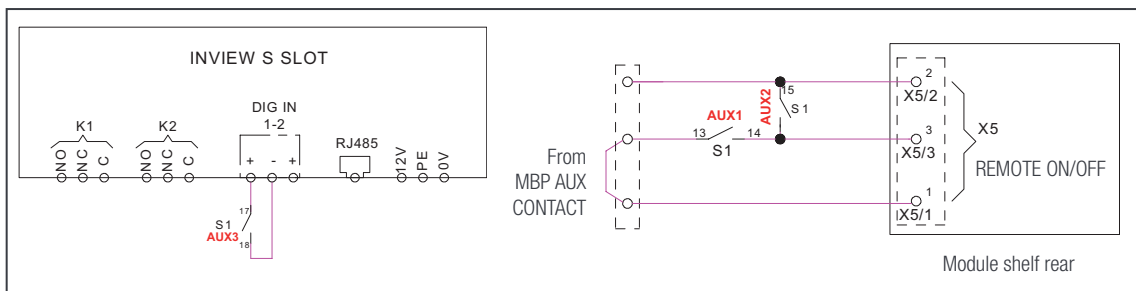 INVIEW S SLOT
DIG IN
1-2
K1
K2
RJ485
NO
NC
C
NO
NC
C
+
-
+
12V
PE
0V
17
S1
AUX3
18
From
MBP AUX
CONTACT
AUX1
13
14
S1
AUX2
15
S1
2
X5/2
3
X5/3
1
X5/1
X5
REMOTE ON/OFF
Module shelf rear